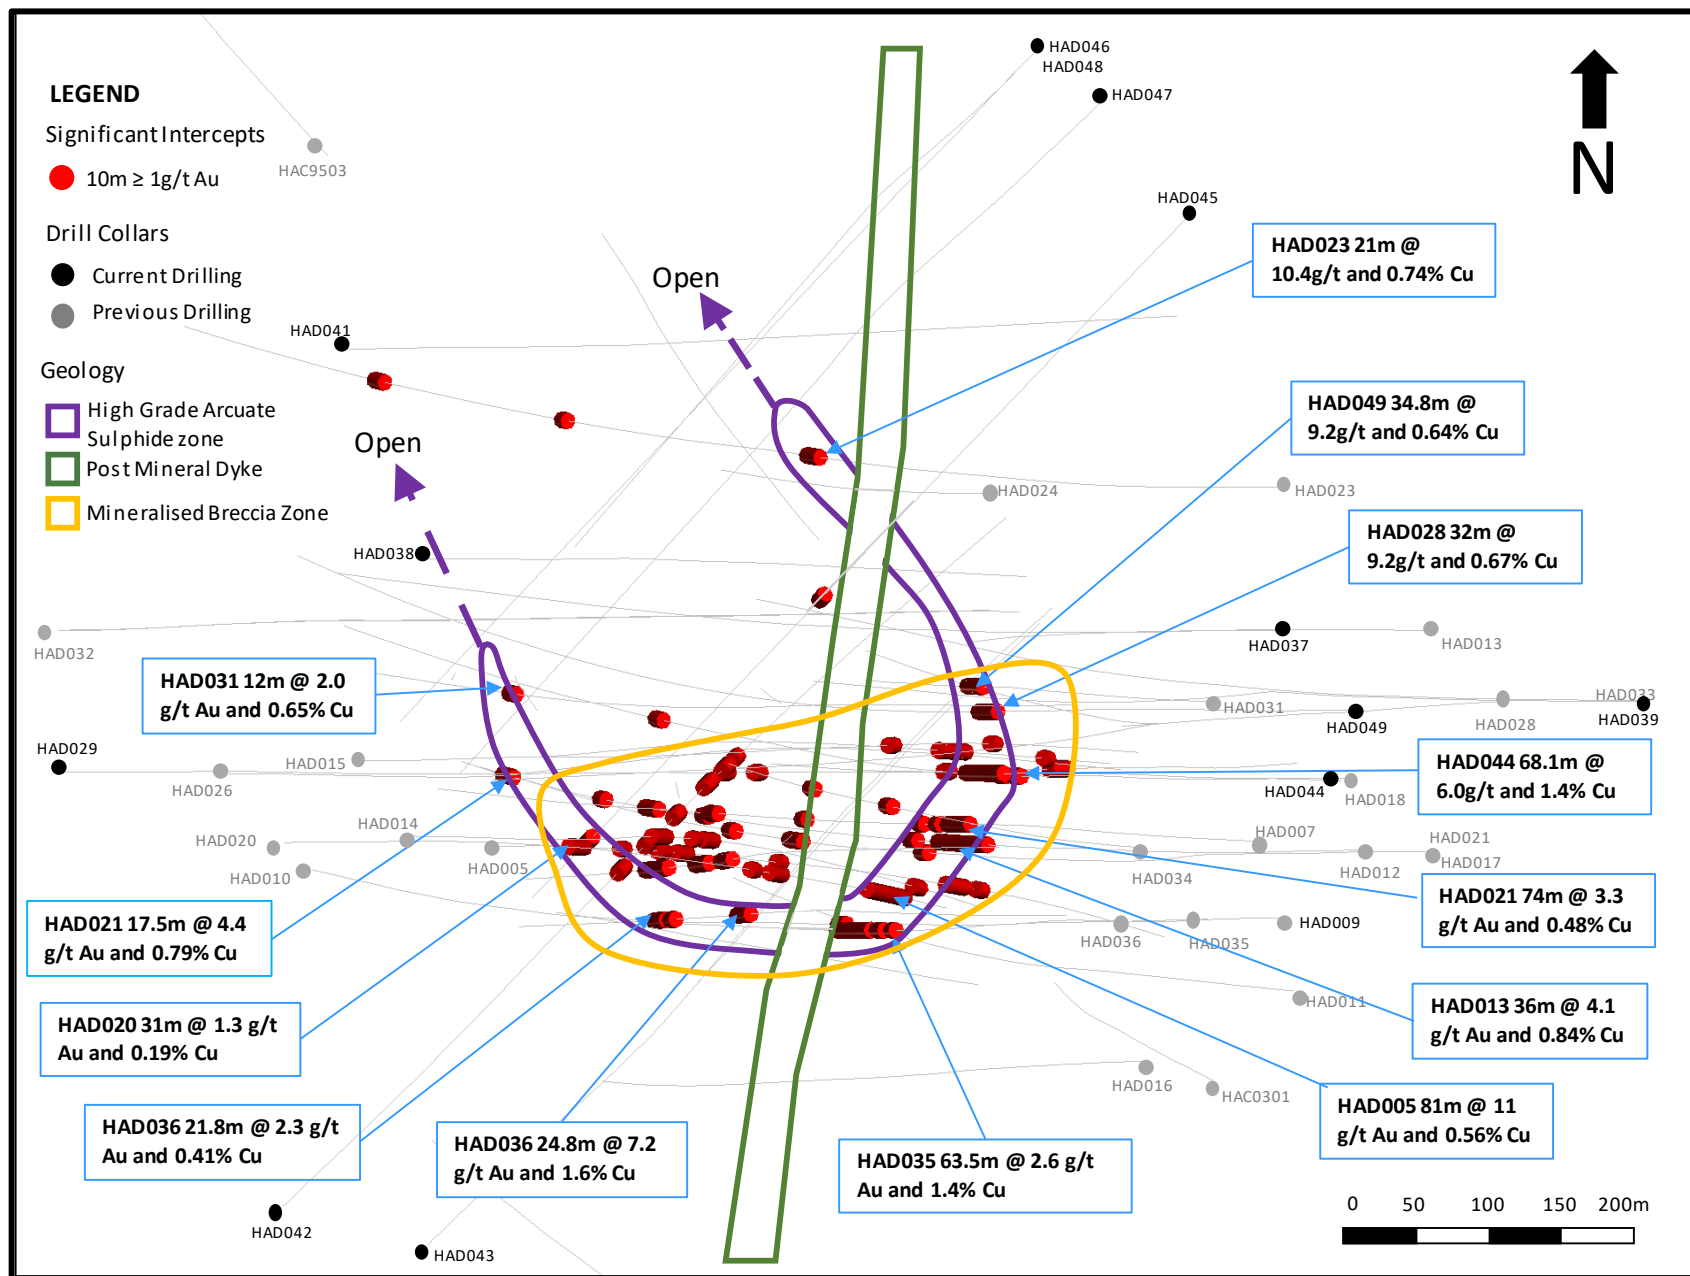 HAD046
HAD048
HAD047
LEGEND
Significant Intercepts
10m ≥ 1g/t Au
Drill Collars
Current Drilling
Previous Drilling
Geology
High Grade Arcuate
Sulphide zone
Post Mineral Dyke
Mineralised Breccia Zone
HAC9503
N
HAD045
HAD023 21m @
10.4g/t and 0.74% Cu
Open
HAD041
Open
HAD049 34.8m @
9.2g/t and 0.64% Cu
HAD024
HAD023
HAD028 32m @
9.2g/t and 0.67% Cu
HAD038
HAD032
HAD037
HAD013
HAD031 12m @ 2.0
g/t Au and 0.65% Cu
HAD031
HAD049
HAD028
HAD033
HAD039
HAD029
HAD026
HAD015
HAD044 68.1m @
6.0g/t and 1.4% Cu
HAD044
HAD018
HAD020
HAD014
HAD010
HAD005
HAD007
HAD021
HAD034
HAD012
HAD017
HAD021 17.5m @ 4.4
g/t Au and 0.79% Cu
HAD021 74m @ 3.3
g/t Au and 0.48% Cu
HAD036
HAD035
HAD009
HAD020 31m @ 1.3 g/t
Au and 0.19% Cu
HAD011
HAD013 36m @ 4.1
g/t Au and 0.84% Cu
HAD016
HAC0301
HAD036 21.8m @ 2.3 g/t
Au and 0.41% Cu
HAD036 24.8m @ 7.2
g/t Au and 1.6% Cu
HAD035 63.5m @ 2.6 g/t
Au and 1.4% Cu
HAD005 81m @ 11
g/t Au and 0.56% Cu
HAD042
HAD043
0 50 100 150 200m